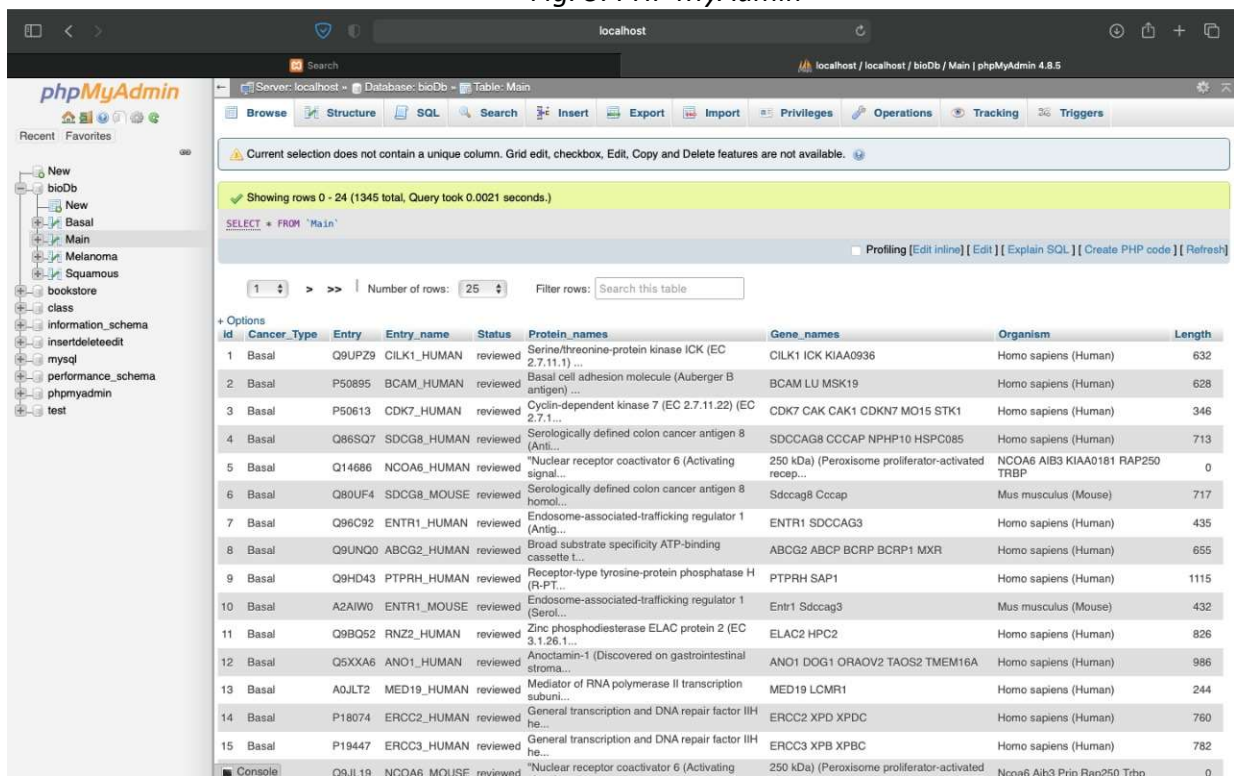 Fig. 3. PHP MyAdmin
localhost
Search
localhost / localhost / bioDb / Main | phpMyAdmin 4.8.5
phpMyAdmin
Recent Favorites
New
bioDb
New
Basal
Main
Melanoma
Squamous
bookstore
class
information_schema
insertdeleteedit
mysql
performance_schema
phpmyadmin
test
Server: localhost » Database: bioDb » Table: Main
Browse Structure SQL Search Insert Export Import Privileges Operations Tracking Triggers
Current selection does not contain a unique column. Grid edit, checkbox, Edit, Copy and Delete features are not available.
Showing rows 0 - 24 (1345 total, Query took 0.0021 seconds.)
SELECT * FROM `Main`
Profiling [Edit inline] [ Edit ] [ Explain SQL ] [ Create PHP code ] [ Refresh]
1 > >> Number of rows: 25 Filter rows: Search this table
+ Options
id Cancer_Type Entry Entry_name Status Protein_names Gene_names Organism Length
1 Basal Q9UPZ9 CILK1_HUMAN reviewed Serine/threonine-protein kinase ICK (EC 2.7.11.1) ... CILK1 ICK KIAA0936 Homo sapiens (Human) 632
2 Basal P50895 BCAM_HUMAN reviewed Basal cell adhesion molecule (Auberger B antigen) ... BCAM LU MSK19 Homo sapiens (Human) 628
3 Basal P50613 CDK7_HUMAN reviewed Cyclin-dependent kinase 7 (EC 2.7.11.22) (EC 2.7.1... CDK7 CAK CAK1 CDKN7 MO15 STK1 Homo sapiens (Human) 346
4 Basal Q86SQ7 SDCG8_HUMAN reviewed Serologically defined colon cancer antigen 8 (Anti... SDCCAG8 CCCAP NPHP10 HSPC085 Homo sapiens (Human) 713
5 Basal Q14686 NCOA6_HUMAN reviewed "Nuclear receptor coactivator 6 (Activating signal... 250 kDa) (Peroxisome proliferator-activated recep... NCOA6 AIB3 KIAA0181 RAP250 TRBP 0
6 Basal Q80UF4 SDCG8_MOUSE reviewed Serologically defined colon cancer antigen 8 homol... Sdccag8 Cccap Mus musculus (Mouse) 717
7 Basal Q96C92 ENTR1_HUMAN reviewed Endosome-associated-trafficking regulator 1 (Antig... ENTR1 SDCCAG3 Homo sapiens (Human) 435
8 Basal Q9UNQ0 ABCG2_HUMAN reviewed Broad substrate specificity ATP-binding cassette t... ABCG2 ABCP BCRP BCRP1 MXR Homo sapiens (Human) 655
9 Basal Q9HD43 PTPRH_HUMAN reviewed Receptor-type tyrosine-protein phosphatase H (R-PT... PTPRH SAP1 Homo sapiens (Human) 1115
10 Basal A2AIW0 ENTR1_MOUSE reviewed Endosome-associated-trafficking regulator 1 (Serol... Entr1 Sdccag3 Mus musculus (Mouse) 432
11 Basal Q9BQ52 RNZ2_HUMAN reviewed Zinc phosphodiesterase ELAC protein 2 (EC 3.1.26.1... ELAC2 HPC2 Homo sapiens (Human) 826
12 Basal Q5XXA6 ANO1_HUMAN reviewed Anoctamin-1 (Discovered on gastrointestinal stroma... ANO1 DOG1 ORAOV2 TAOS2 TMEM16A Homo sapiens (Human) 986
13 Basal A0JLT2 MED19_HUMAN reviewed Mediator of RNA polymerase II transcription subuni... MED19 LCMR1 Homo sapiens (Human) 244
14 Basal P18074 ERCC2_HUMAN reviewed General transcription and DNA repair factor IIH he... ERCC2 XPD XPDC Homo sapiens (Human) 760
15 Basal P19447 ERCC3_HUMAN reviewed General transcription and DNA repair factor IIH he... ERCC3 XPB XPBC Homo sapiens (Human) 782
Console Q9JL19 NCOA6_MOUSE reviewed "Nuclear receptor coactivator 6 (Activating 250 kDa) (Peroxisome proliferator-activated Ncoa6 Aib3 Prip Rap250 Trbp 0